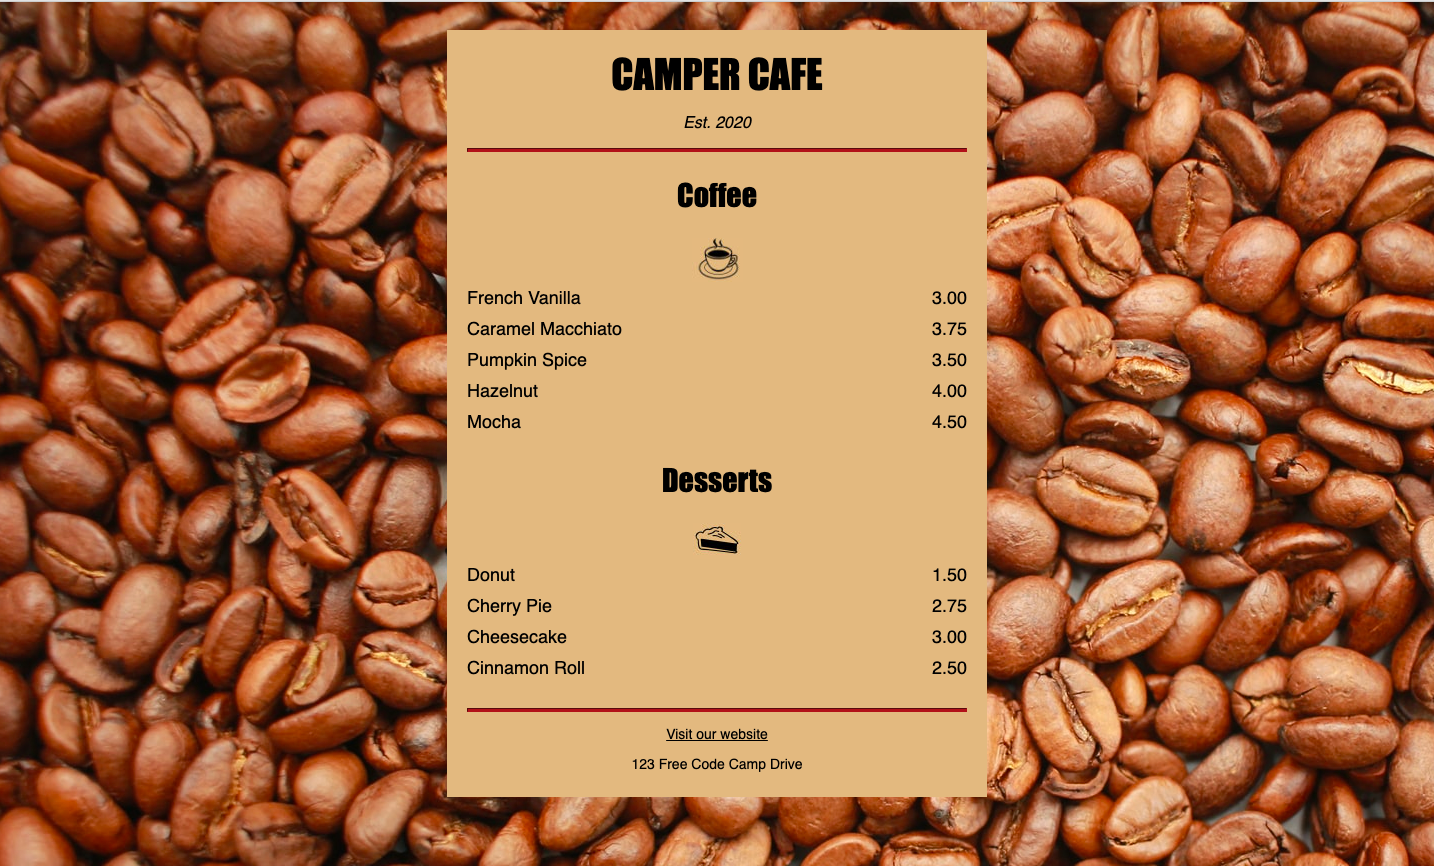 CAMPER CAFE
Est. 2020
Coffee
French Vanilla 3.00
Caramel Macchiato 3.75
Pumpkin Spice 3.50
Hazelnut 4.00
Mocha 4.50
Desserts
Donut 1.50
Cherry Pie 2.75
Cheesecake 3.00
Cinnamon Roll 2.50
Visit our website
123 Free Code Camp Drive